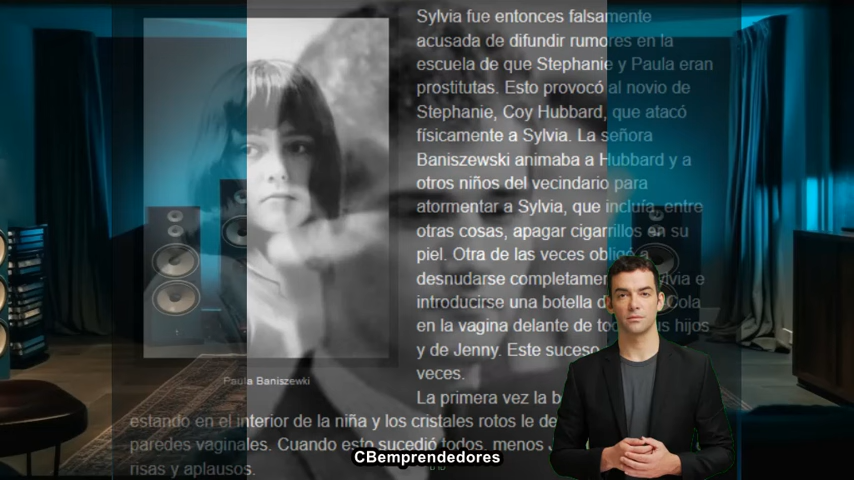 Sylvia fue entonces falsamente
acusada de difundir rumores en la
escuela de que Stephanie y Paula eran
prostitutas. Esto provocó al novio de
Stephanie, Coy Hubbard, que atacó
físicamente a Sylvia. La señora
Baniszewski animaba a Hubbard y a
otros niños del vecindario para
atormentar a Sylvia, que incluía, entre
otras cosas, apagar cigarrillos en su
piel. Otra de las veces obligó a
desnudarse Sylvia e
introducirse una botella Cola
en la vagina delante de hijos
y de Jenny. Este suceso
veces.
La primera vez la
Paula Baniszewki
estando en el interior de la niña y los cristales rotos le
paredes vaginales. Cuando esto sucedió todos, menos
risas y aplausos.
CBemprendedores